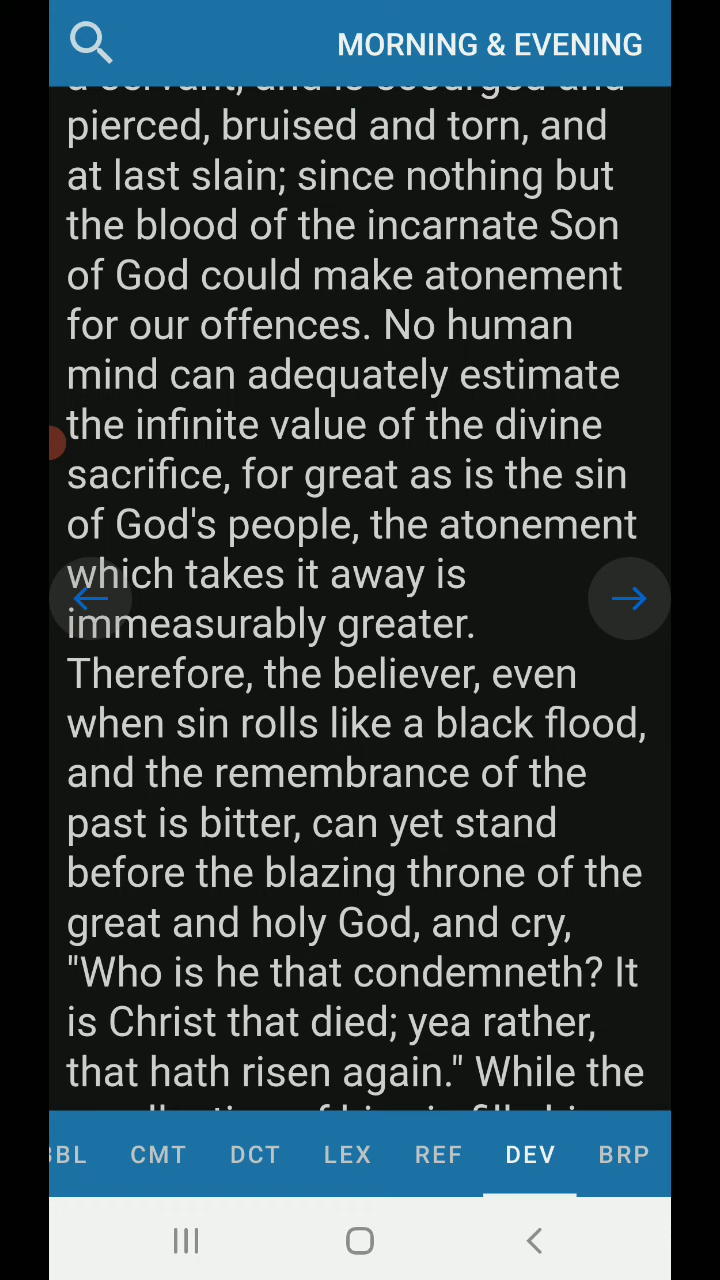 MORNING & EVENING
pierced, bruised and torn, and
at last slain; since nothing but
the blood of the incarnate Son
of God could make atonement
for our offences. No human
mind can adequately estimate
the infinite value of the divine
sacrifice, for great as is the sin
of God's people, the atonement
which takes it away is
immeasurably greater.
Therefore, the believer, even
when sin rolls like a black flood,
and the remembrance of the
past is bitter, can yet stand
before the blazing throne of the
great and holy God, and cry,
"Who is he that condemneth? It
is Christ that died; yea rather,
that hath risen again." While the
BL CMT DCT LEX REF DEV BRP